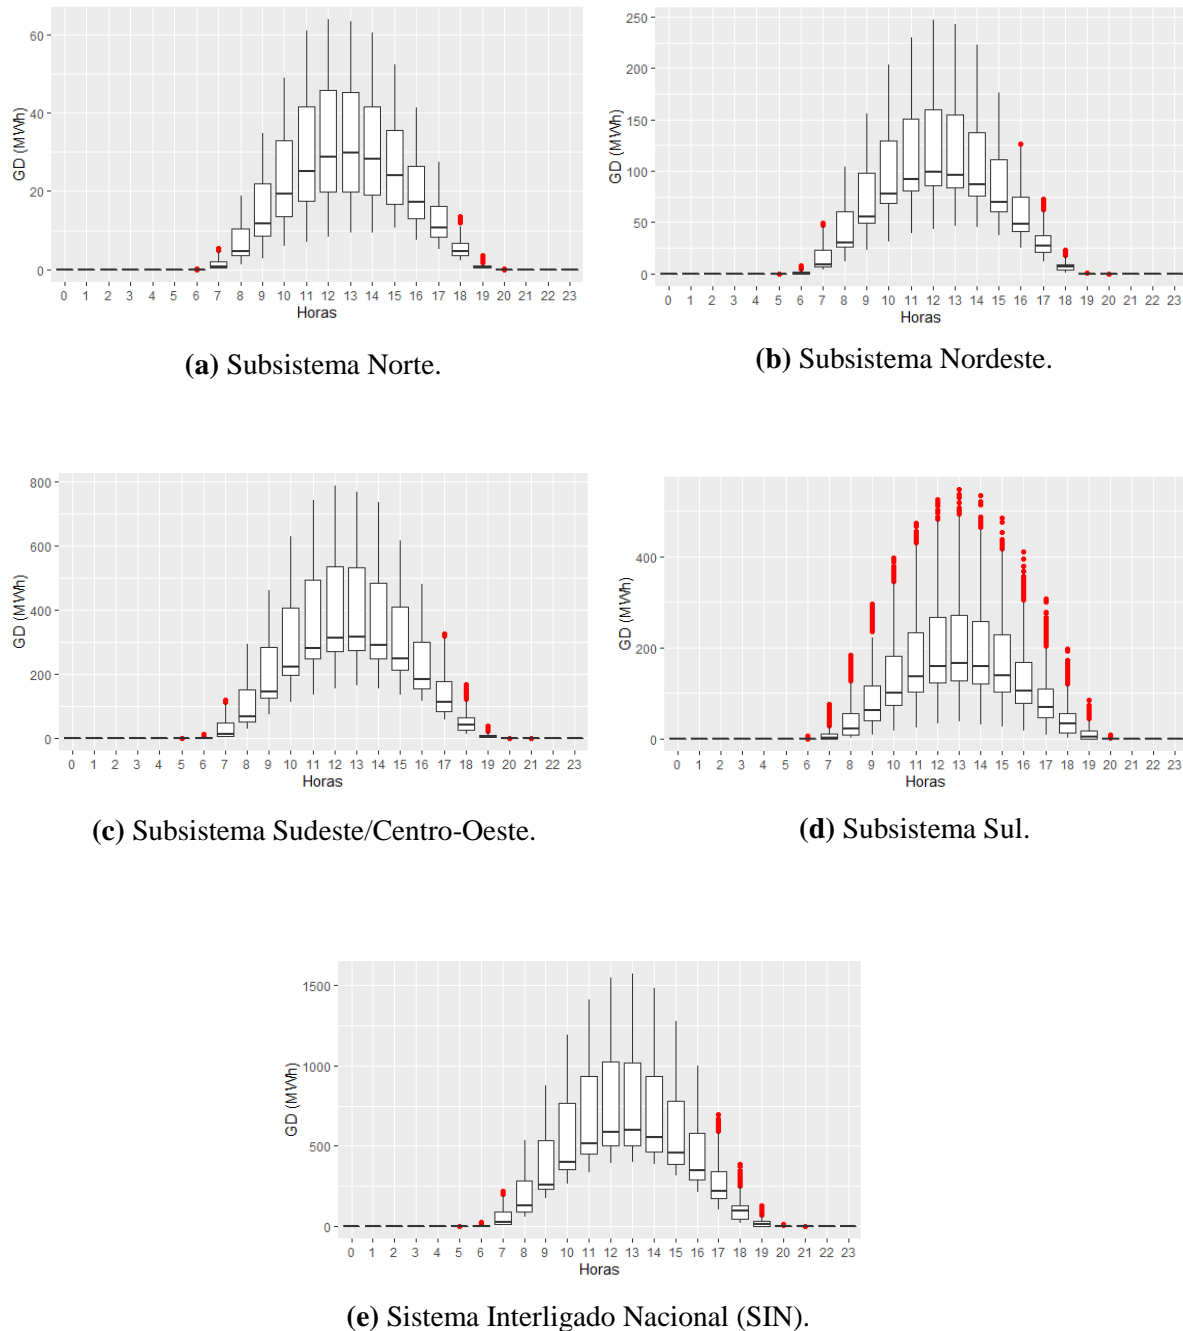 60
40
20
0
GD (MWh)
0 1 2 3 4 5 6 7 8 9 10 11 12 13 14 15 16 17 18 19 20 21 22 23
Horas
(a) Subsistema Norte.
250
200
150
100
50
0
GD (MWh)
0 1 2 3 4 5 6 7 8 9 10 11 12 13 14 15 16 17 18 19 20 21 22 23
Horas
(b) Subsistema Nordeste.
800
600
400
200
0
GD (MWh)
0 1 2 3 4 5 6 7 8 9 10 11 12 13 14 15 16 17 18 19 20 21 22 23
Horas
(c) Subsistema Sudeste/Centro-Oeste.
400
200
0
GD (MWh)
0 1 2 3 4 5 6 7 8 9 10 11 12 13 14 15 16 17 18 19 20 21 22 23
Horas
(d) Subsistema Sul.
1500
1000
500
0
GD (MWh)
0 1 2 3 4 5 6 7 8 9 10 11 12 13 14 15 16 17 18 19 20 21 22 23
Horas
(e) Sistema Interligado Nacional (SIN).